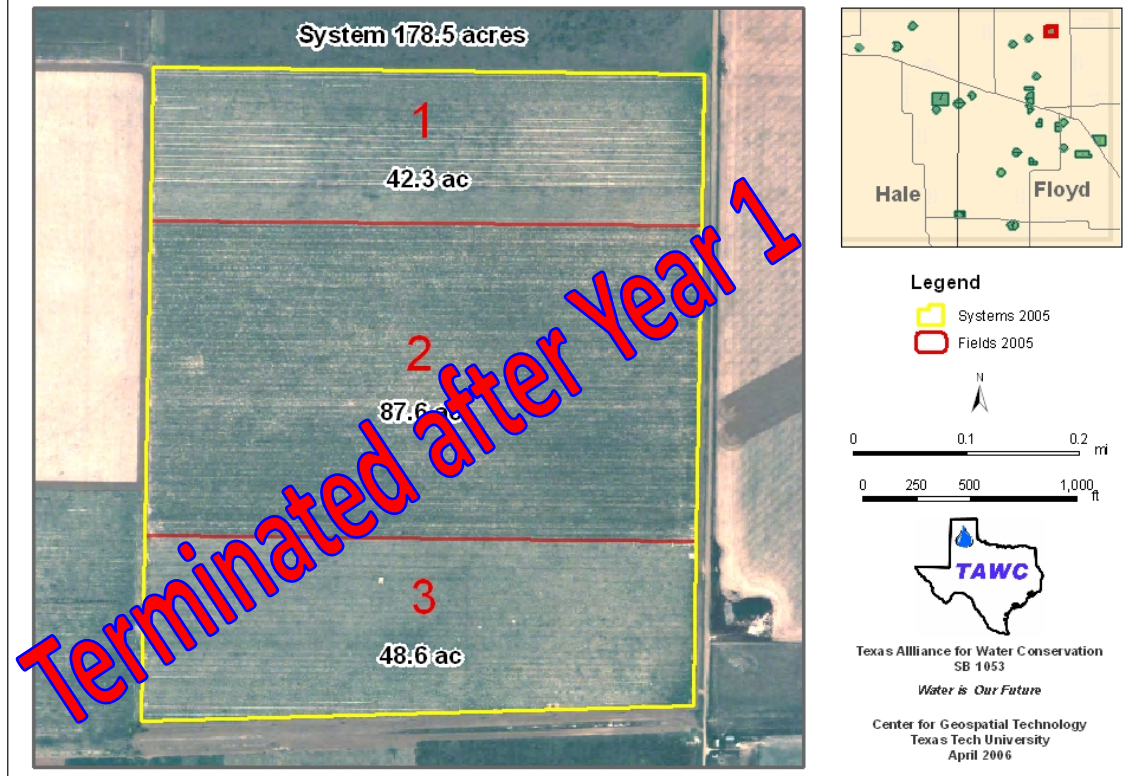 System 178.5 acres
1
42.3 ac
2
87.6 ac
3
48.6 ac
Terminated after Year 1
Hale
Floyd
Legend
Systems 2005
Fields 2005
N
0 0.1 0.2
mi
0 250 500 1,000
ft
TAWC
Texas Allliance for Water Conservation
SB 1053
Water is Our Future
Center for Geospatial Technology
Texas Tech University
April 2006